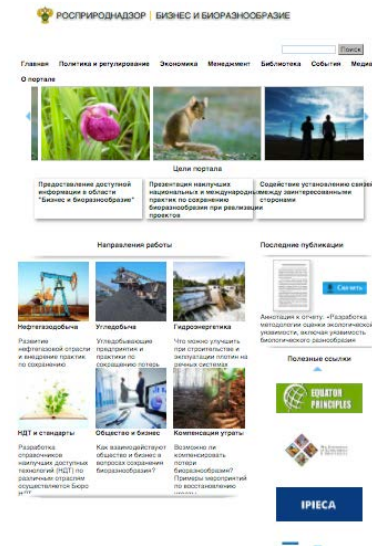 РОСПРИРОДНАДЗОР | БИЗНЕС И БИОРАЗНООБРАЗИЕ
Поиск
Главная Политика и регулирование Экономика Менеджмент Библиотека События Медиа
О портале
Цели портала
Предоставление доступной
информации в области
"Бизнес и биоразнообразие"
Презентация наилучших
национальных и международных
практик по сохранению
биоразнообразия при реализации
проектов
Содействие установлению связей
между заинтересованными
сторонами
Направления работы
Нефтегазодобыча
Развитие
нефтегазовой отрасли
и внедрение практик
по сохранению
Угледобыча
Угледобывающие
предприятия и
практики по
сокращению потерь
Гидроэнергетика
Что можно улучшить
при строительстве и
эксплуатации плотин на
речных системах
НДТ и стандарты
Разработка
справочников
наилучших доступных
технологий (НДТ) по
различным отраслям
осуществляется Бюро
НДТ
Общество и бизнес
Как взаимодействуют
общество и бизнес в
вопросах сохранения
биоразнообразия?
Компенсация утраты
Возможно ли
компенсировать
потери
биоразнообразия?
Примеры мероприятий
по восстановлению
Последние публикации
Скачать
Аннотация к отчету: «Разработка
методологии оценки экологической
уязвимости, включая уязвимость
биологического разнообразия
Полезные ссылки
EQUATOR
PRINCIPLES
IPIECA